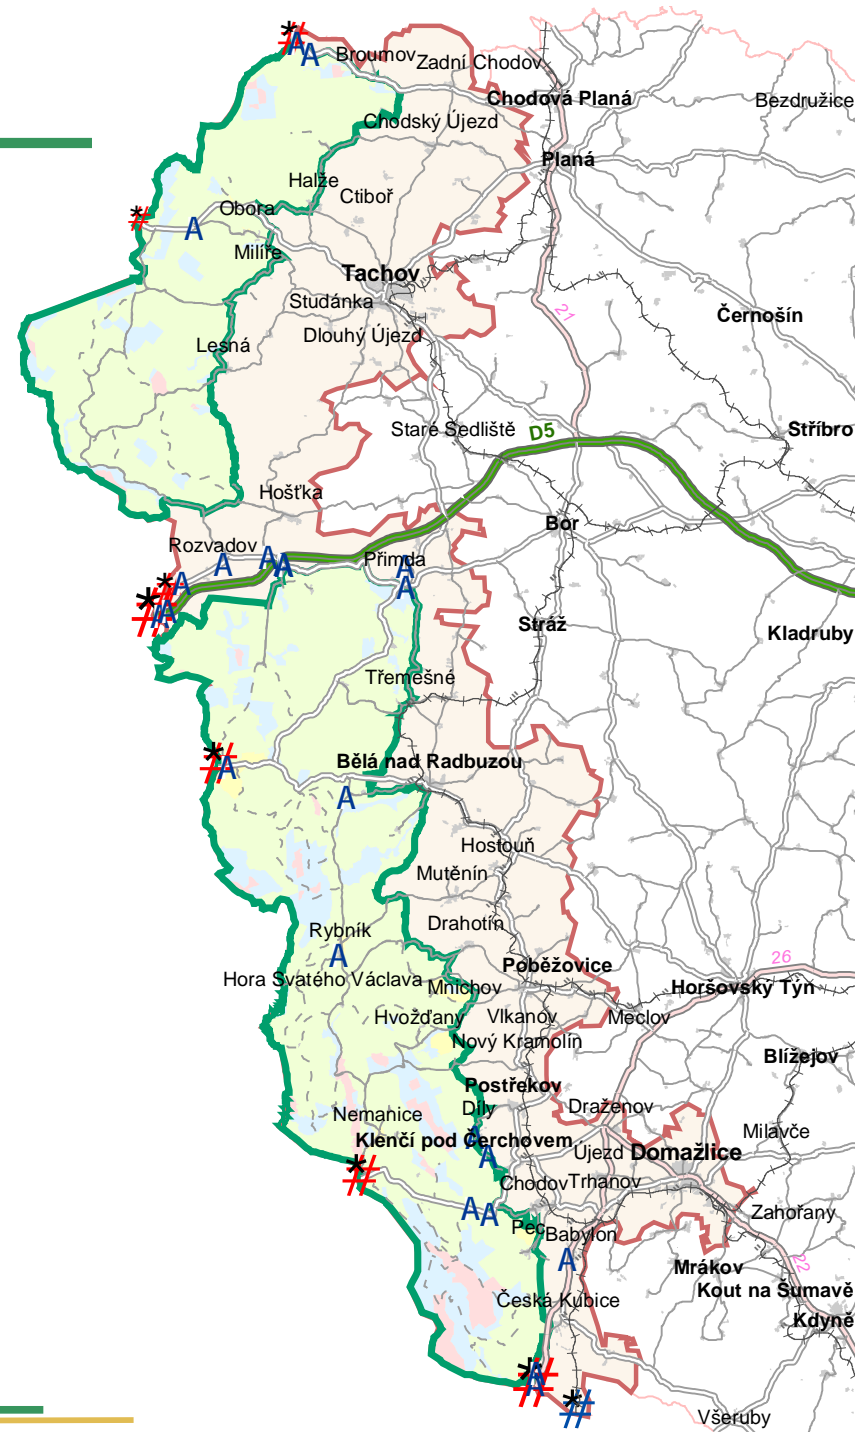 Broumov
Zadní Chodov
Chodová Planá
Bezdružice
Chodský Újezd
Planá
Halže
Ctiboř
Obora
A
Milíře
Tachov
Studánka
21
Černošín
Dlouhý Újezd
Lesná
Staré Sedliště
D5
Stříbro
Hošťka
Bor
Rozvadov
Přimda
Stráž
Kladruby
Třemešné
Bělá nad Radbuzou
A
Hostouň
Mutěnín
Drahotín
Rybník
A
26
Poběžovice
Hora Svatého Václava
Mnichov
Horšovský Týn
Hvožďany
Vlkanov
Meclov
Nový Kramolín
Blížejov
Postřekov
Díly
Draženov
Nemanice
Milavče
Klenčí pod Čerchovem
Újezd
Domažlice
A
Chodov
Trhanov
A A
Pec
Babylon
Zahořany
A
22
Mrákov
Kout na Šumavě
Česká Kubice
Kdyně
Všeruby